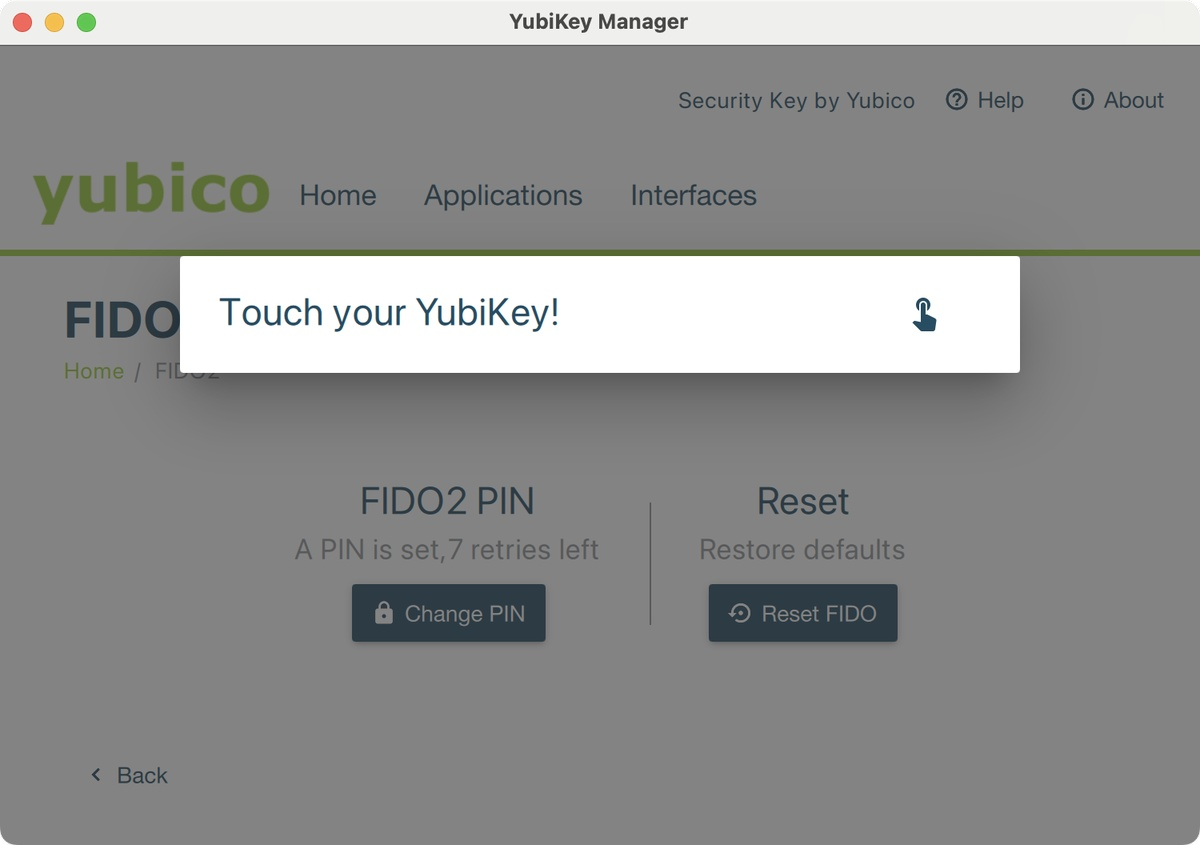 YubiKey Manager
Security Key by Yubico Help About
yubico Home Applications Interfaces
Touch your YubiKey!
FIDO
Home / FIDO2
FIDO2 PIN
A PIN is set,7 retries left
Change PIN
Reset
Restore defaults
Reset FIDO
Back